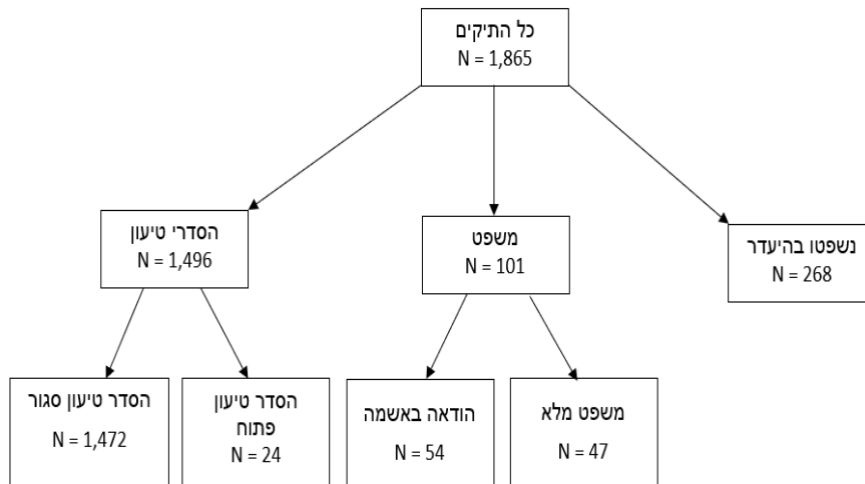 כל התיקים
N = 1,865
הסדרי טיעון
N = 1,496
משפט
N = 101
נשפטו בהיעדר
N = 268
הסדר טיעון סגור
N = 1,472
הסדר טיעון
פתוח
N = 24
הודאה באשמה
N = 54
משפט מלא
N = 47